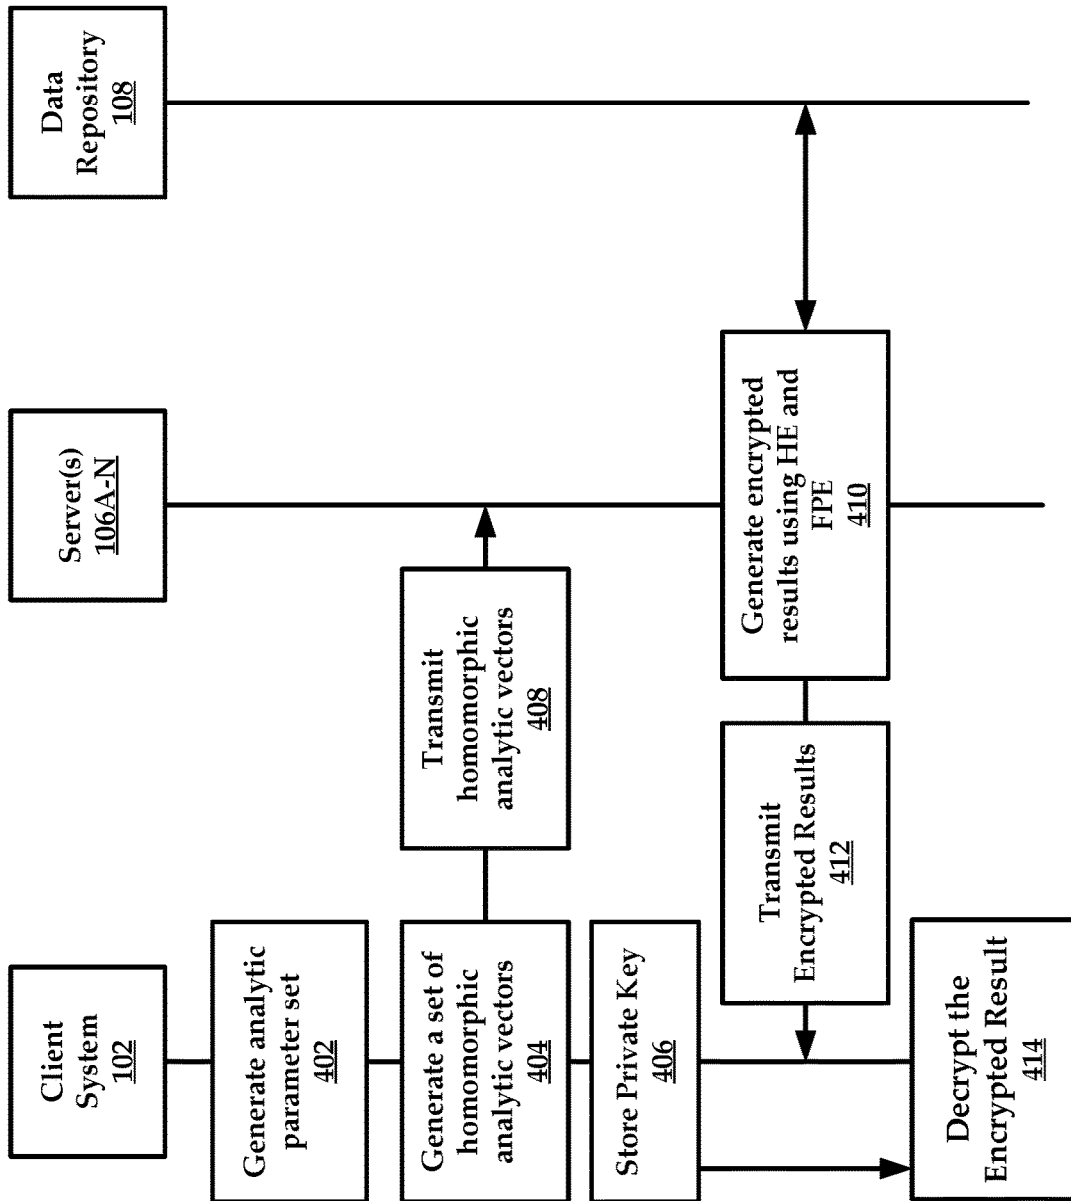 Client
System
102
Server(s)
106A-N
Data
Repository
108
Generate analytic
parameter set
402
Generate a set of
homomorphic
analytic vectors
404
Transmit
homomorphic
analytic vectors
408
Store Private Key
406
Generate encrypted
results using HE and
FPE
410
Transmit
Encrypted Results
412
Decrypt the
Encrypted Result
414